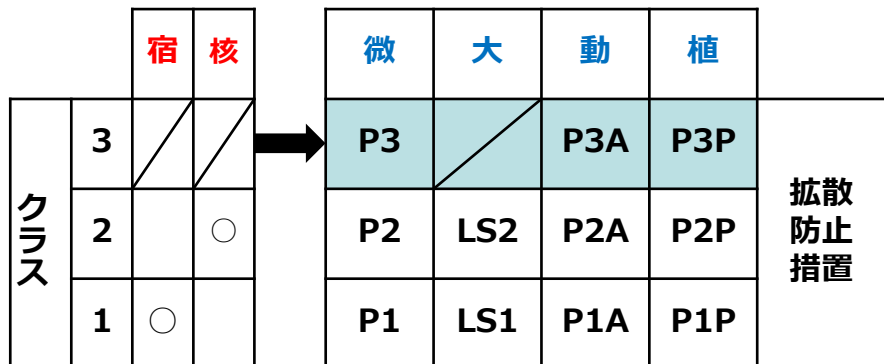 宿 核 微 大 動 植
クラス
3 P3 P3A P3P
2 ○ P2 LS2 P2A P2P
1 ○ P1 LS1 P1A P1P
拡散
防止
措置